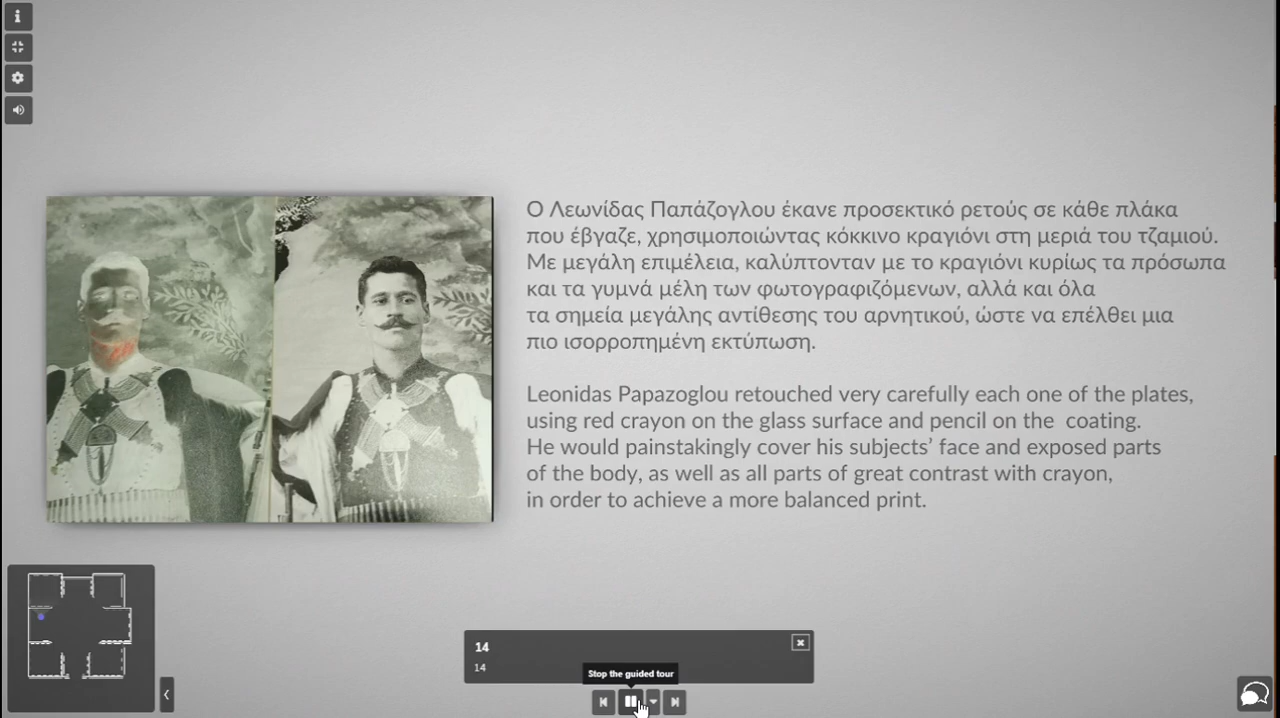 Ο Λεωνίδας Παπάζογλου έκανε προσεκτικό ρετούς σε κάθε πλάκα
που έβγαζε, χρησιμοποιώντας κόκκινο κραγιόνι στη μεριά του τζαμιού.
Με μεγάλη επιμέλεια, καλύπτονταν με το κραγιόνι κυρίως τα πρόσωπα
και τα γυμνά μέλη των φωτογραφιζόμενων, αλλά και όλα
τα σημεία μεγάλης αντίθεσης του αρνητικού, ώστε να επέλθει μια
πιο ισορροπημένη εκτύπωση.
Leonidas Papazoglou retouched very carefully each one of the plates,
using red crayon on the glass surface and pencil on the coating.
He would painstakingly cover his subjects’ face and exposed parts
of the body, as well as all parts of great contrast with crayon,
in order to achieve a more balanced print.
14
14
Stop the guided tour